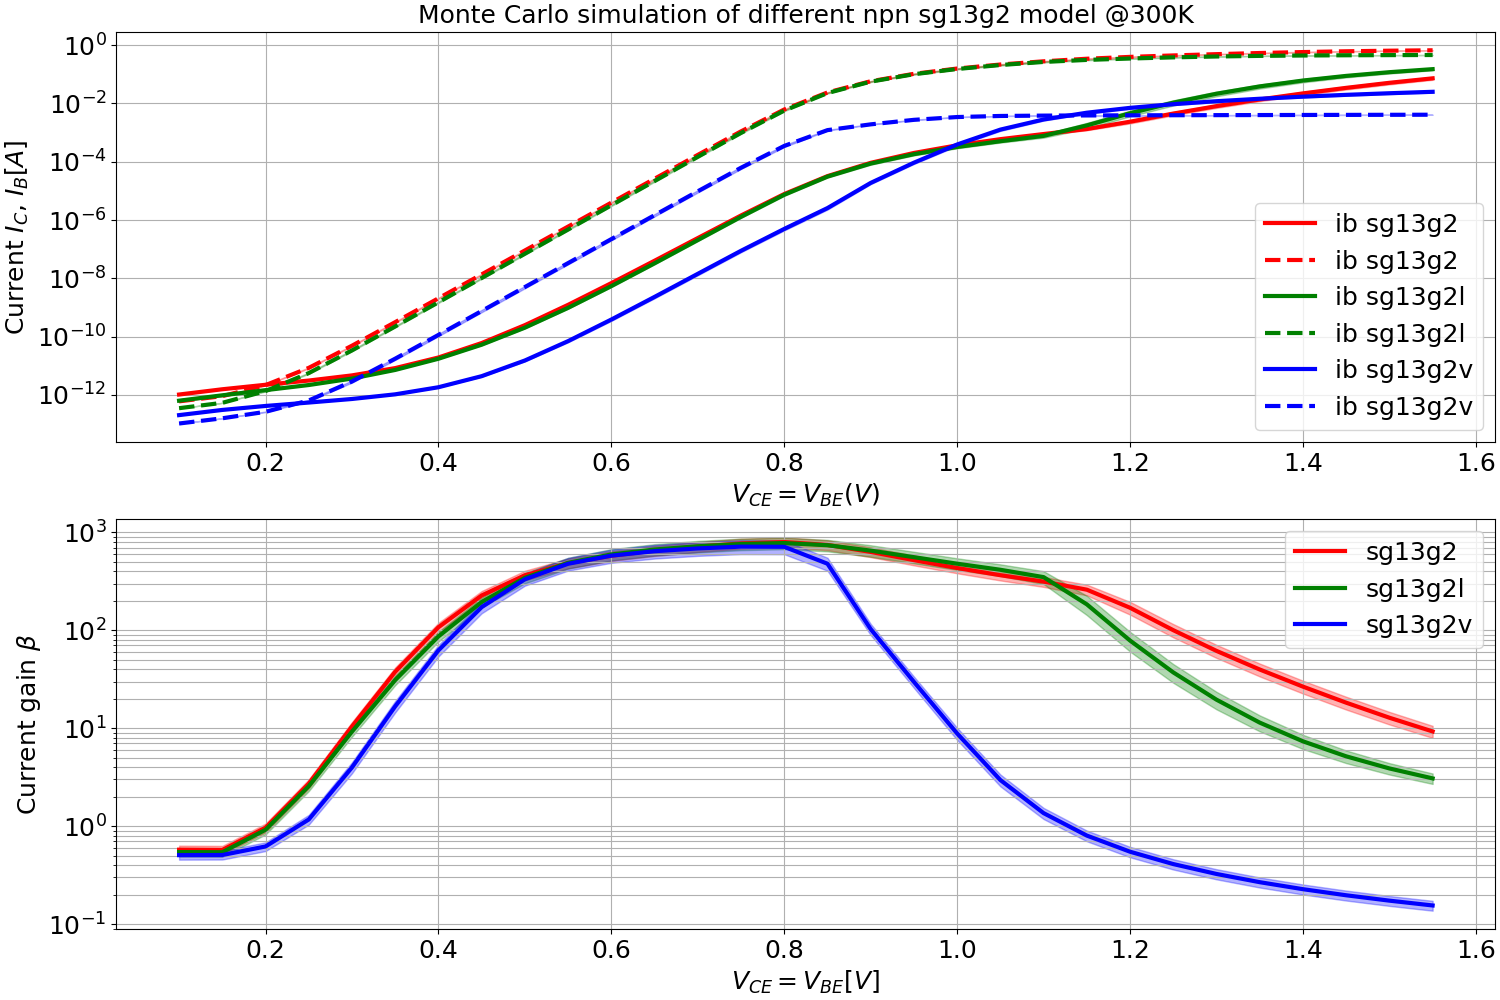 Monte Carlo simulation of different npn sg13g2 model @300K
Current I_C, I_B[A]
10^0
10^-2
10^-4
10^-6
10^-8
10^-10
10^-12
ib sg13g2
ib sg13g2
ib sg13g2l
ib sg13g2l
ib sg13g2v
ib sg13g2v
0.2 0.4 0.6 0.8 1.0 1.2 1.4 1.6
V_CE = V_BE(V)
Current gain β
10^3
10^2
10^1
10^0
10^-1
sg13g2
sg13g2l
sg13g2v
0.2 0.4 0.6 0.8 1.0 1.2 1.4 1.6
V_CE = V_BE[V]